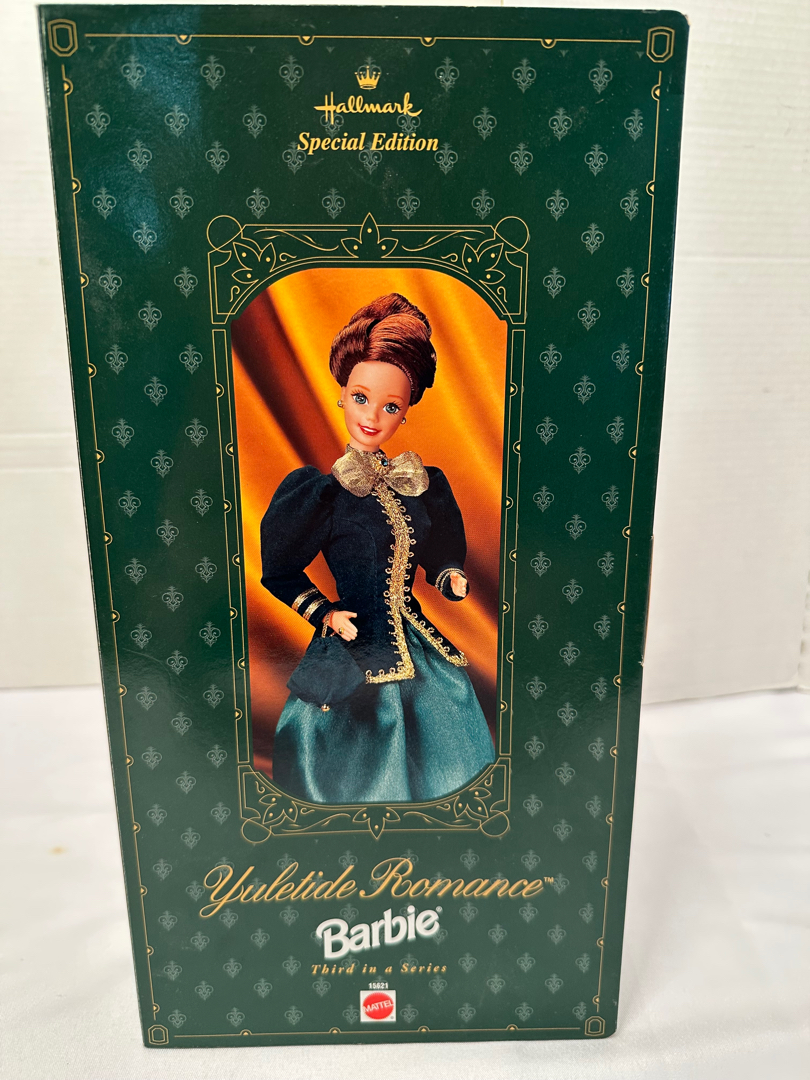 Hallmark
Special Edition
Yuletide Romance™
Barbie®
Third in a Series
15621
MATTEL